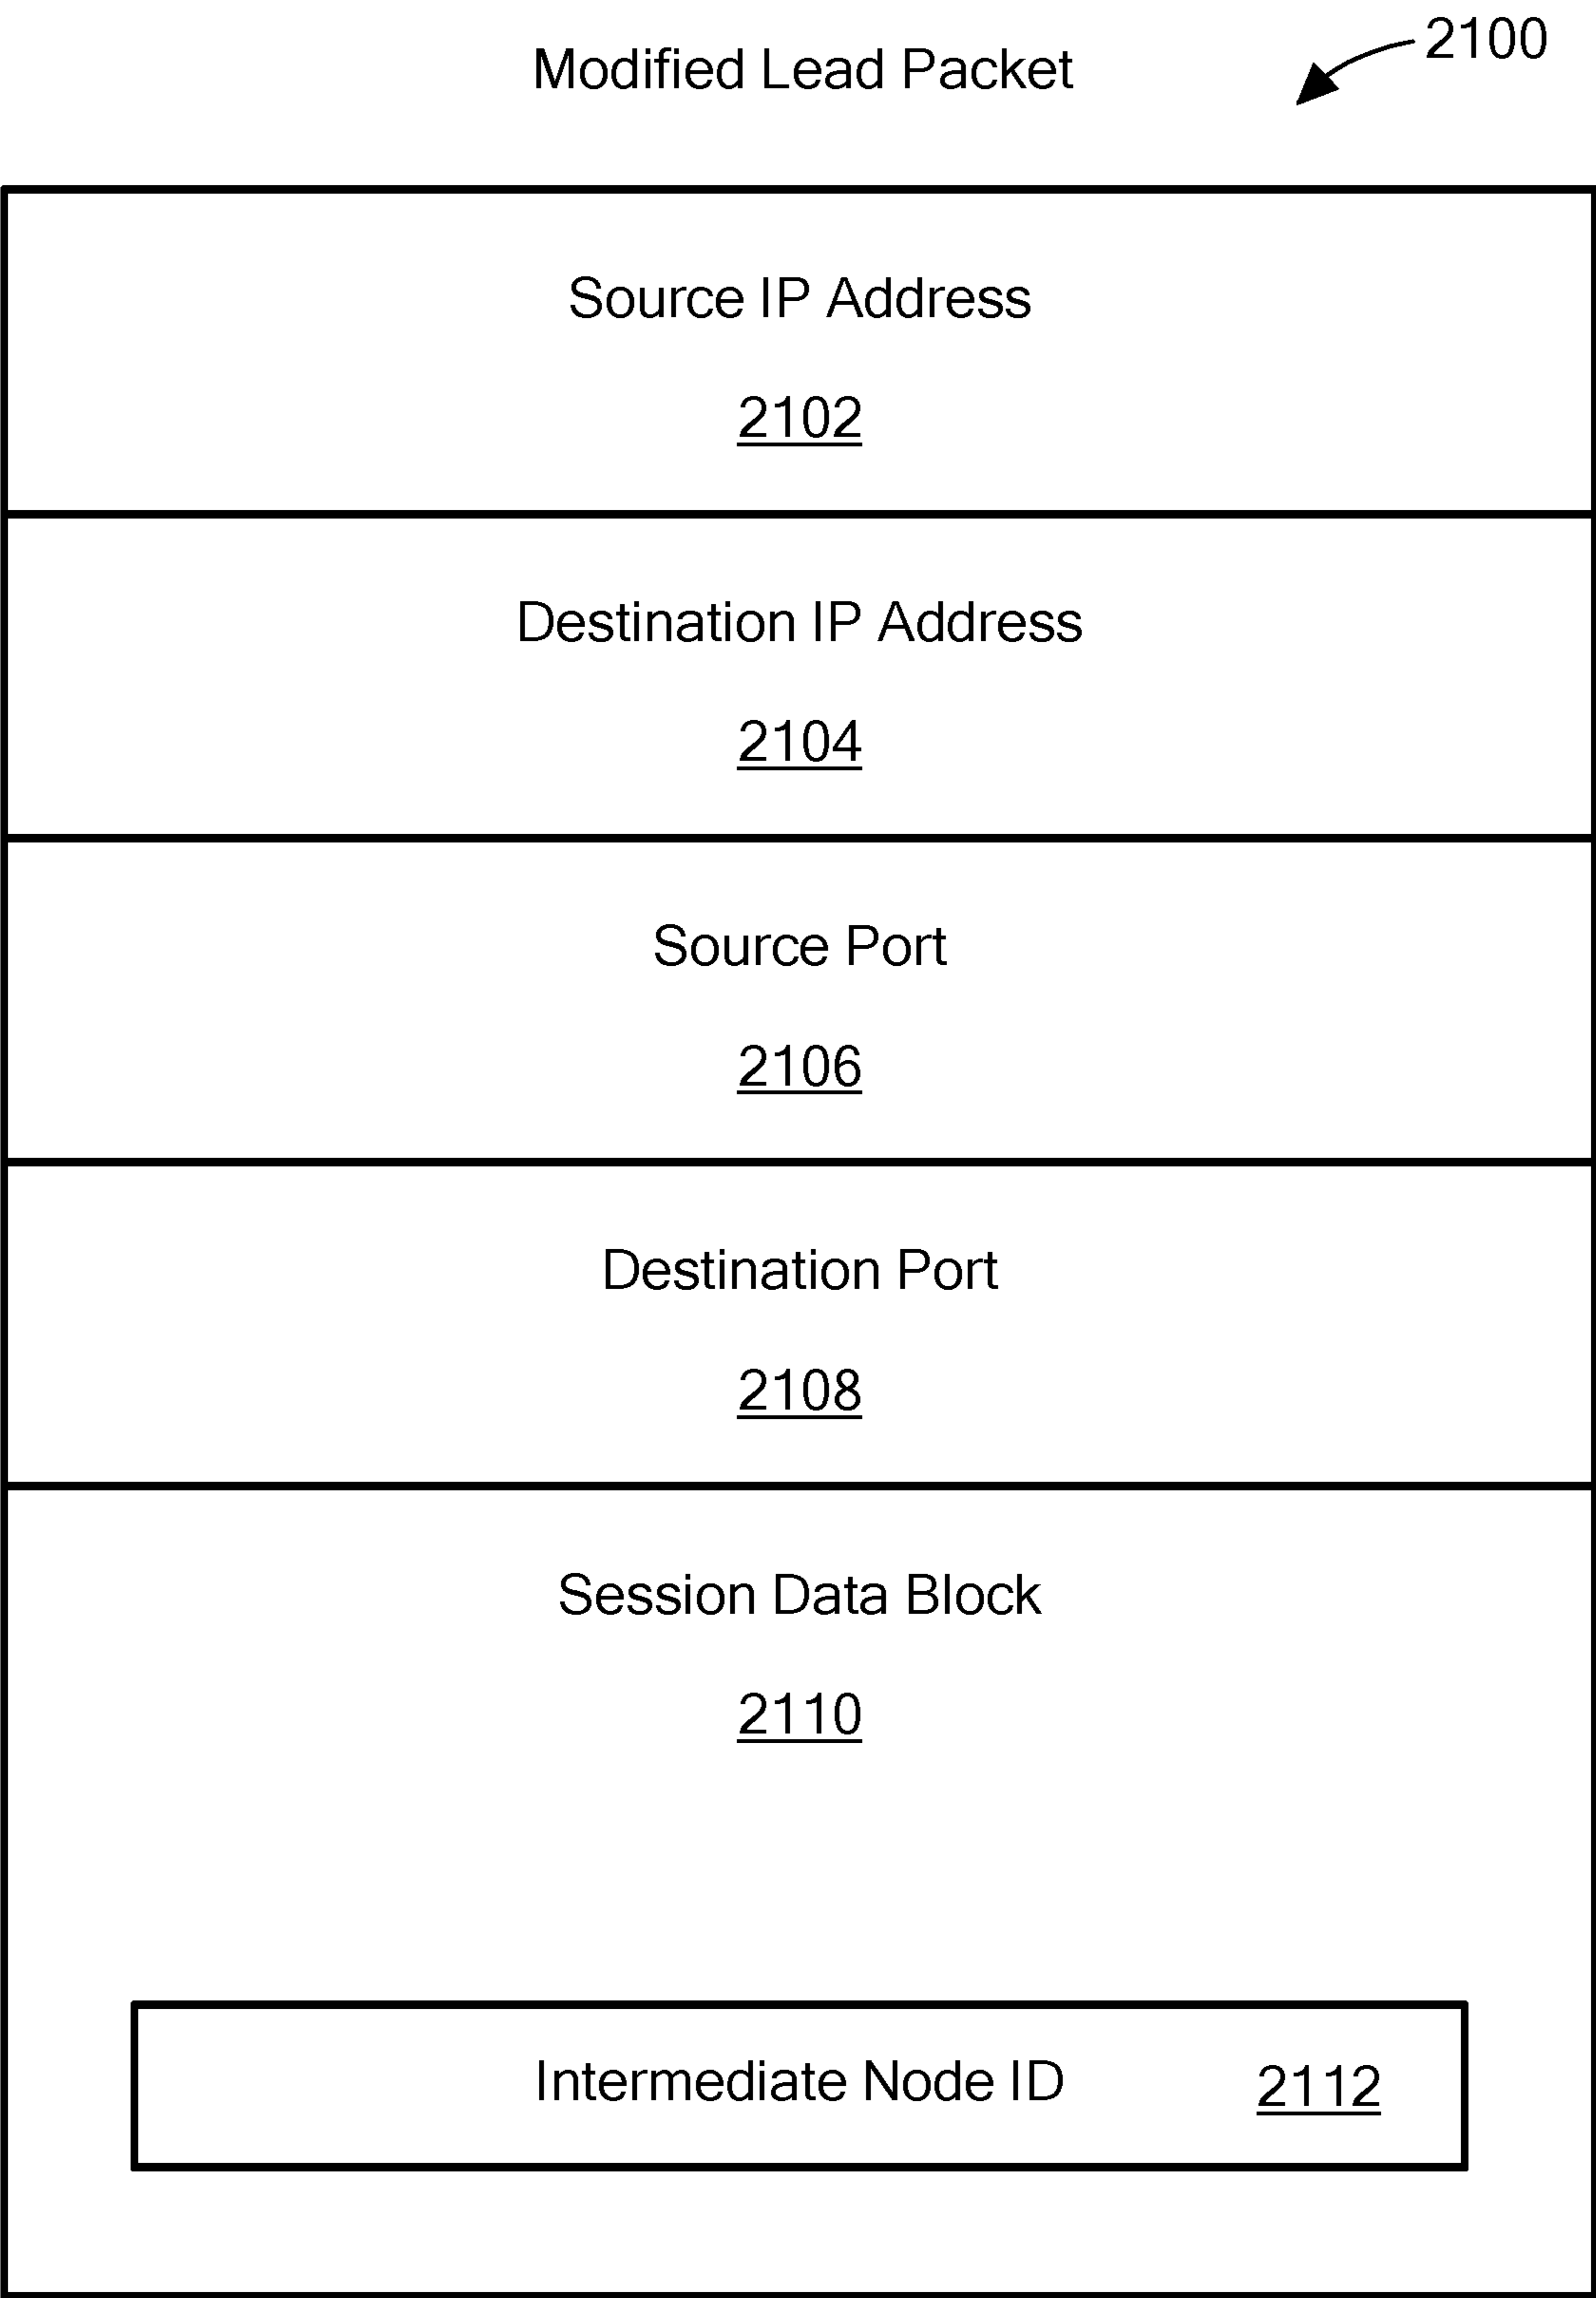 Modified Lead Packet
2100
Source IP Address
2102
Destination IP Address
2104
Source Port
2106
Destination Port
2108
Session Data Block
2110
Intermediate Node ID 2112